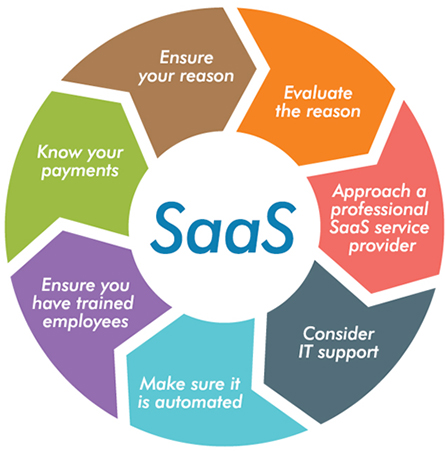 Ensure
your reason
Evaluate
the reason
Approach a
professional
SaaS service
provider
Consider
IT support
Make sure it
is automated
Ensure you
have trained
employees
Know your
payments
SaaS